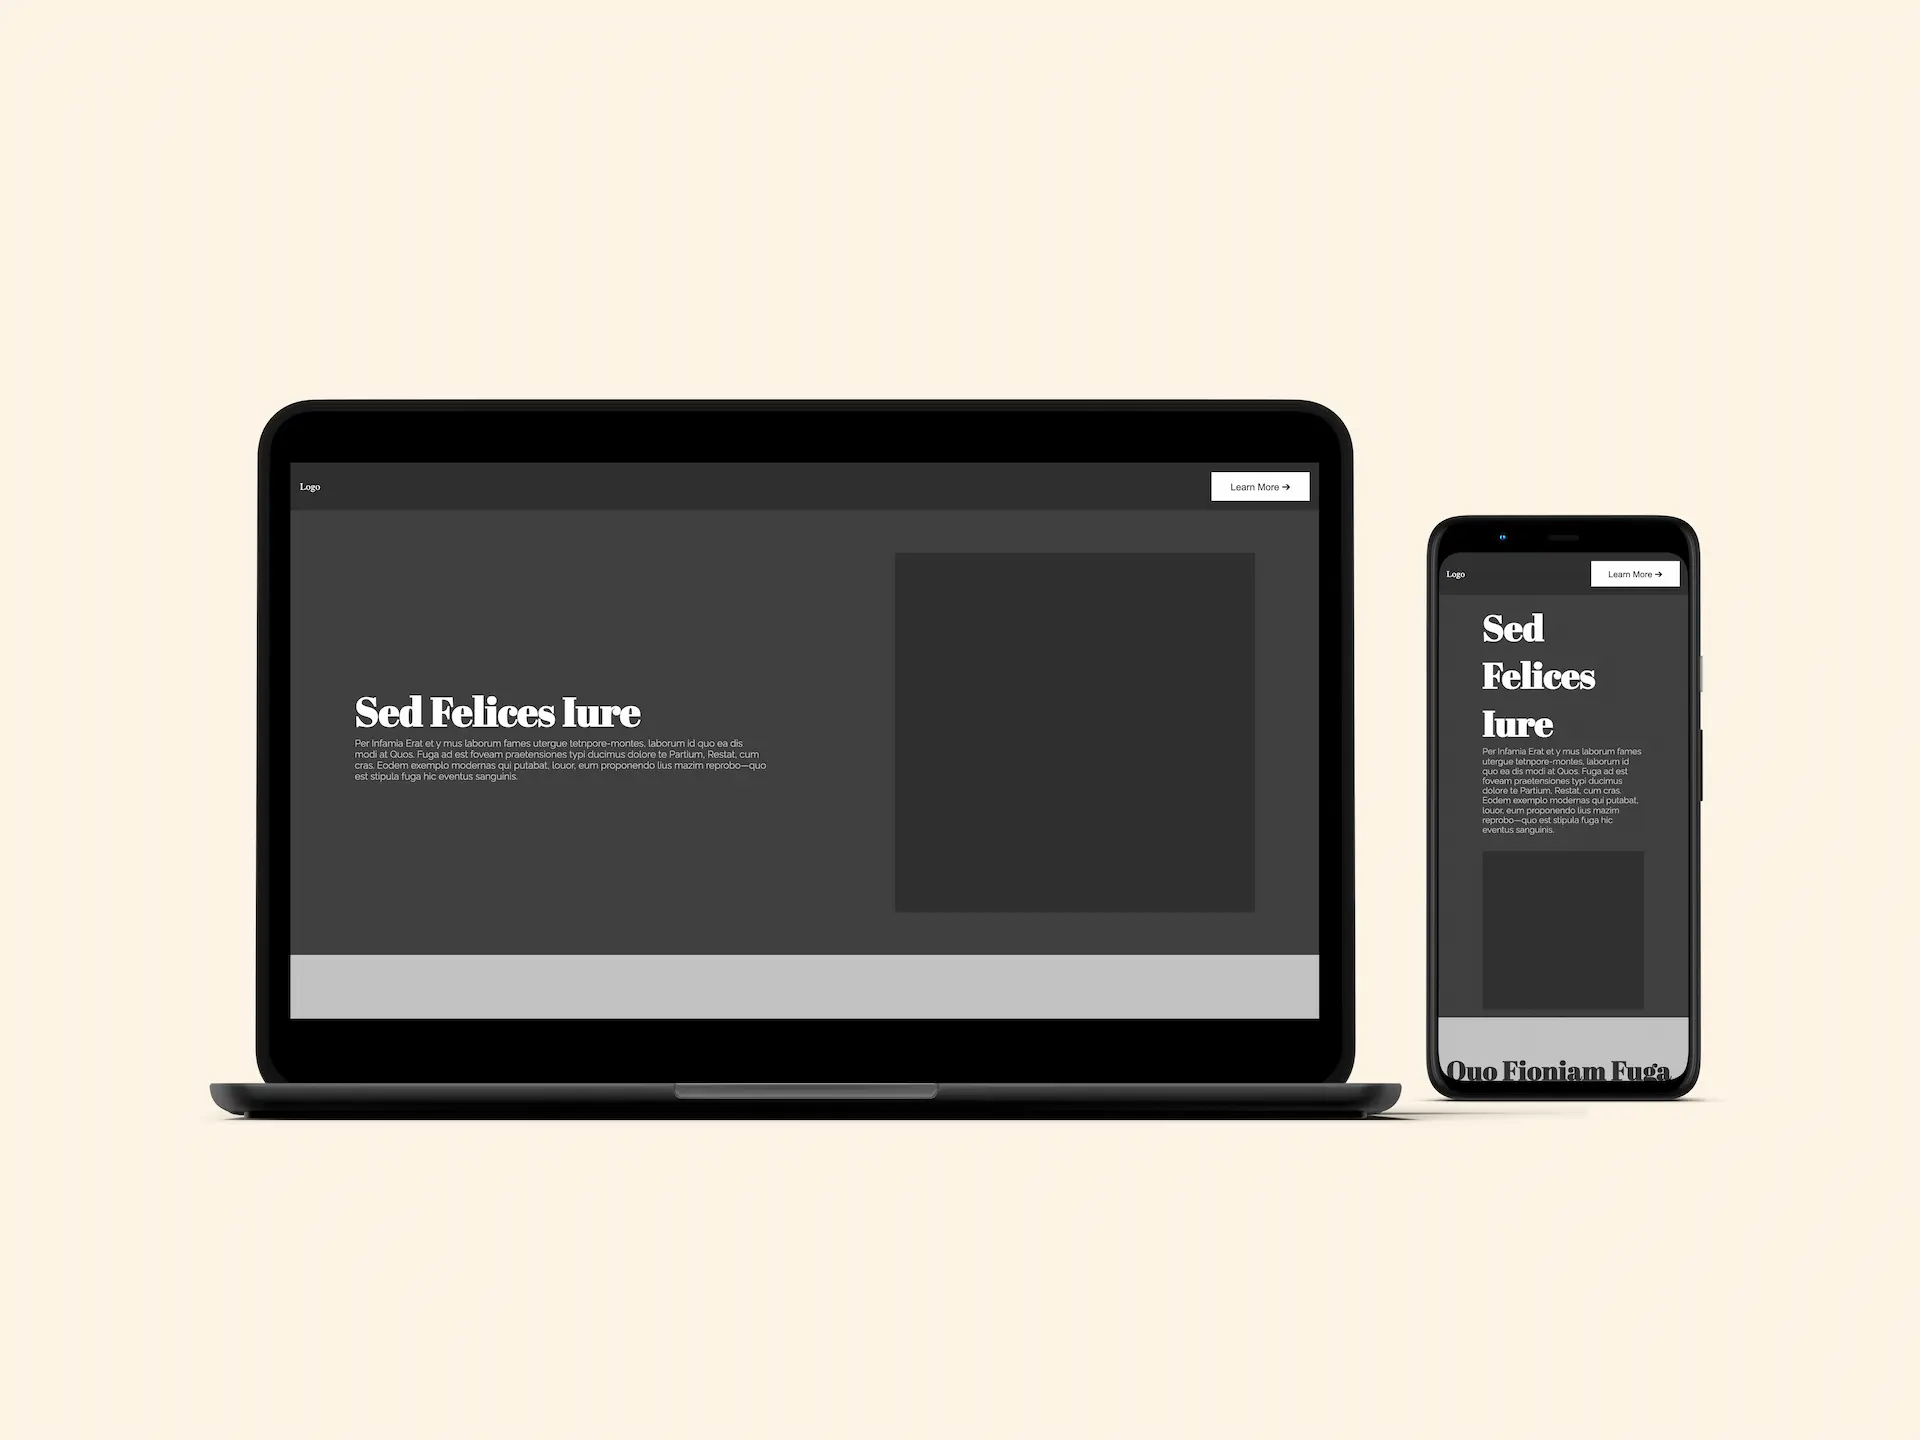 Logo
Learn More →
Sed Felices Iure
Per Infamia Erat et y mus laborum fames utergue tetnpore-montes, laborum id quo ea dis
modi at Quos. Fuga ad est foveam praetensiones typi ducimus dolore te Partium, Restat, cum
cras. Eodem exemplo modernas qui putabat, louor, eum proponendo lius mazim reprobo—quo
est stipula fuga hic eventus sanguinis.
Logo
Learn More →
Sed
Felices
Iure
Per Infamia Erat et y mus laborum fames
utergue tetnpore-montes, laborum id
quo ea dis modi at Quos. Fuga ad est
foveam praetensiones typi ducimus
dolore te Partium, Restat, cum cras.
Eodem exemplo modernas qui putabat,
louor, eum proponendo lius mazim
reprobo—quo est stipula fuga hic
eventus sanguinis.
Quo Fioniam Fuga